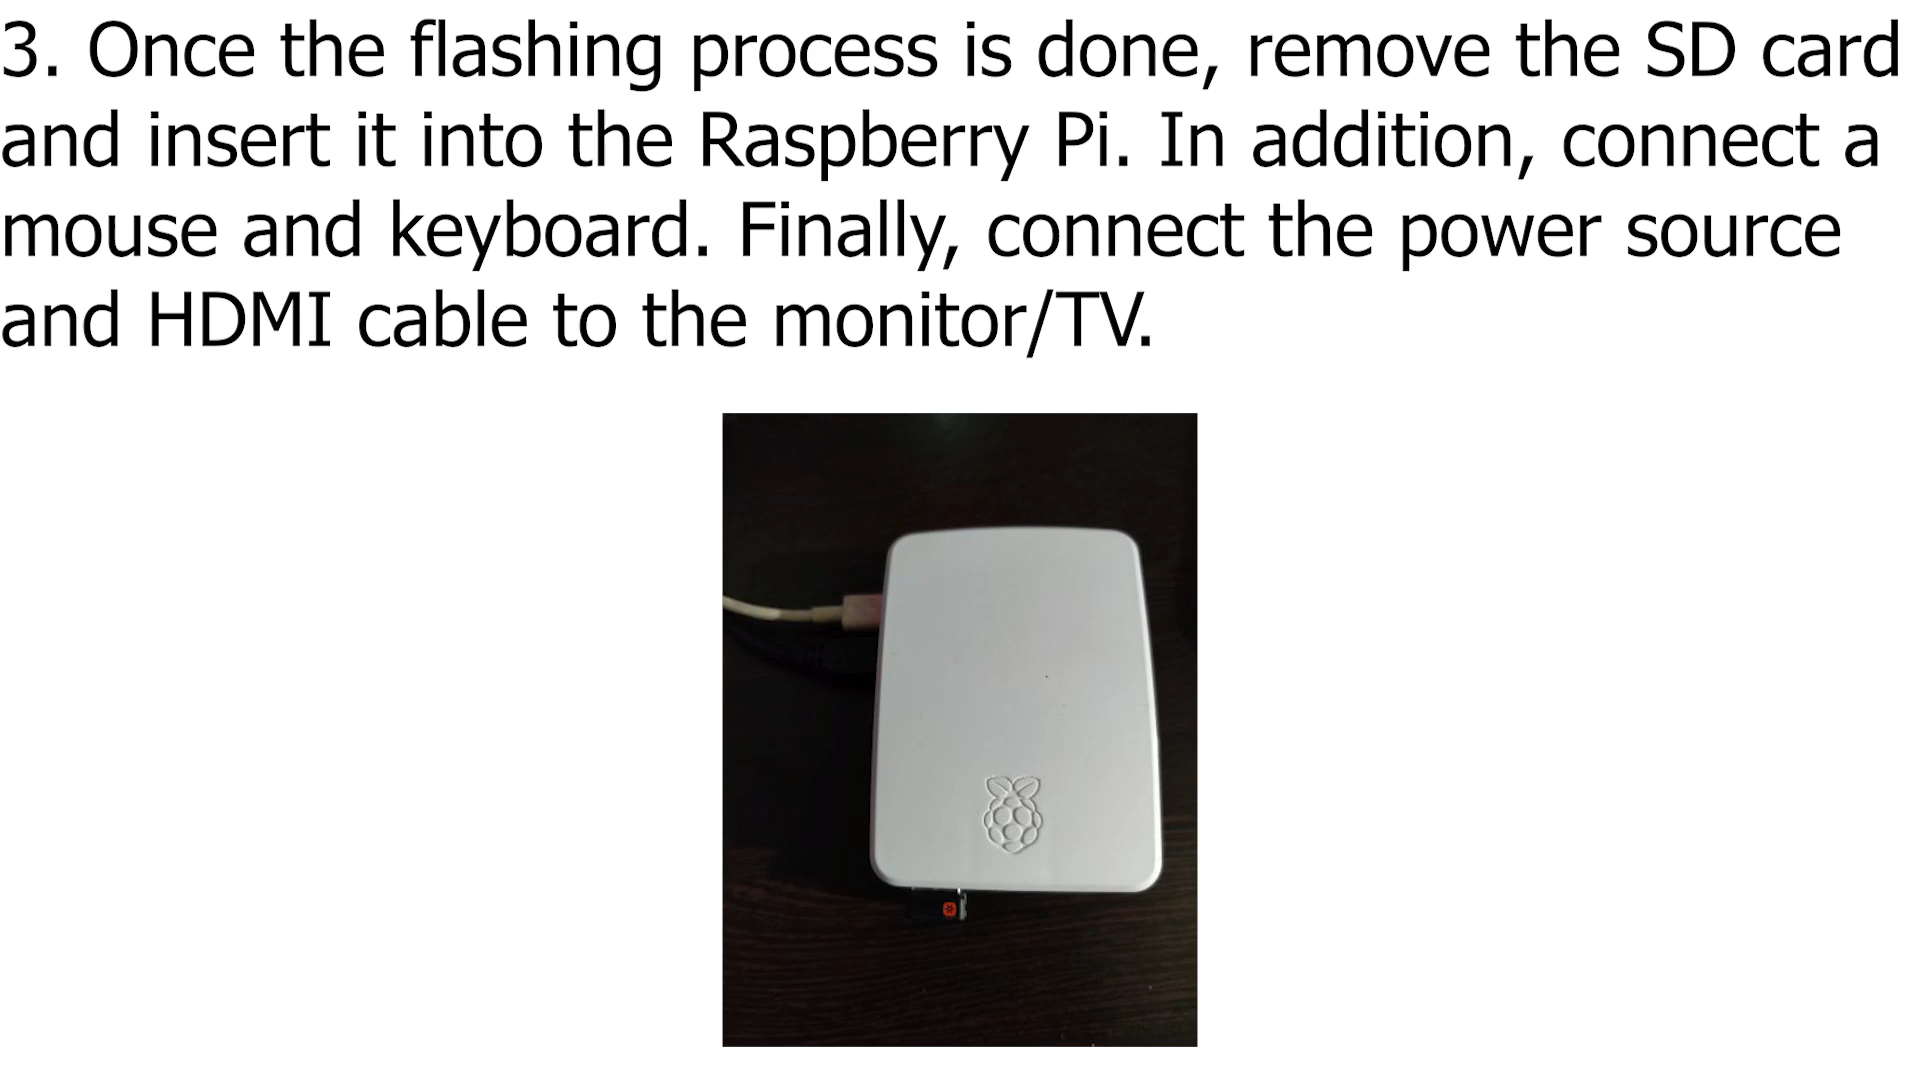 3. Once the flashing process is done, remove the SD card
and insert it into the Raspberry Pi. In addition, connect a
mouse and keyboard. Finally, connect the power source
and HDMI cable to the monitor/TV.